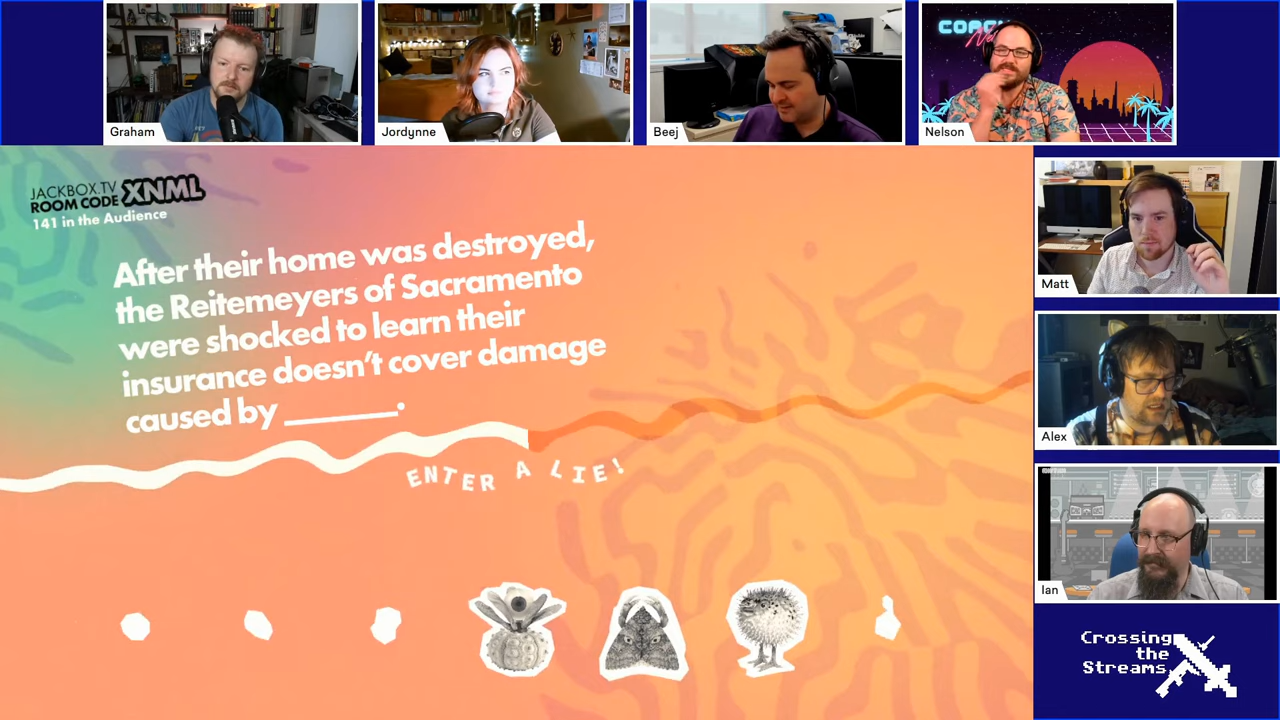 Graham
Jordynne
Beej
Nelson
JACKBOX.TV
ROOM CODE XNML
141 in the Audience
After their home was destroyed,
the Reitemeyers of Sacramento
were shocked to learn their
insurance doesn't cover damage
caused by ________.
ENTER A LIE!
Matt
Alex
Ian
Crossing
the
Streams